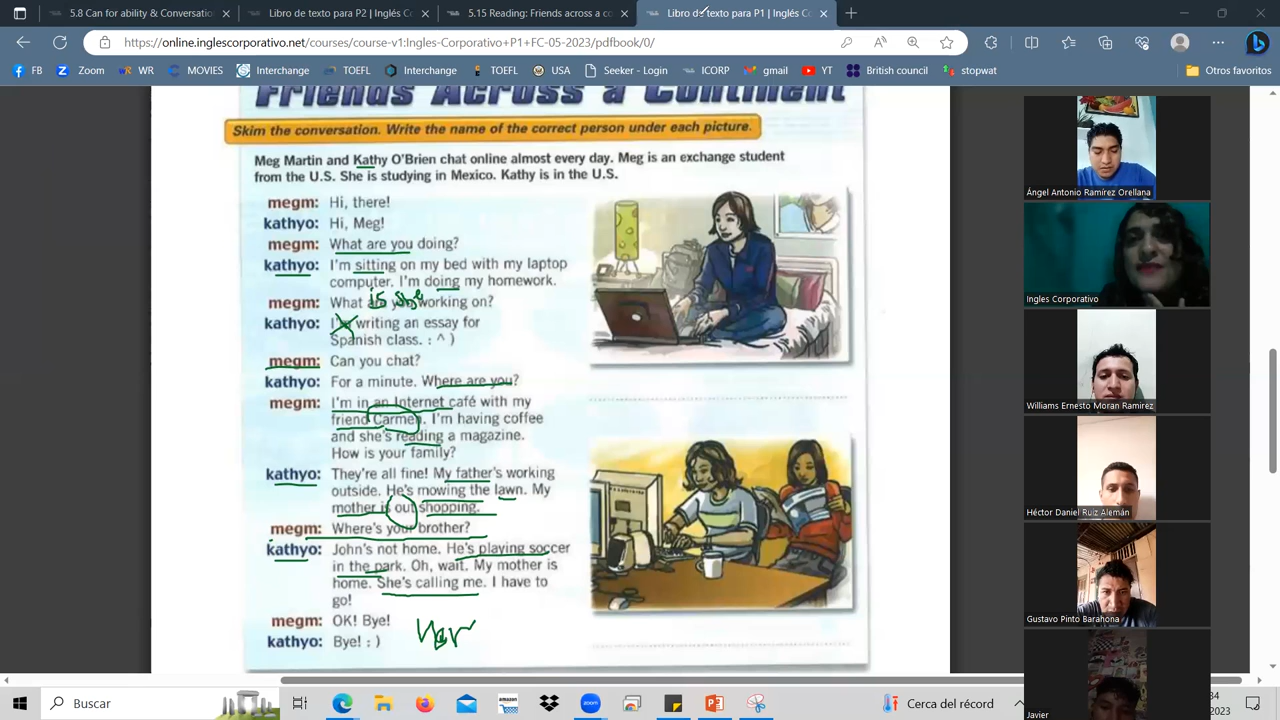 5.8 P2 | Can for ability & Conversation
Libro de texto para P2 | Inglés Co
5.15 Reading: Friends across a co
Libro de texto para P1 | Inglés Co
https://online.inglescorporativo.net/courses/course-v1:Ingles-Corporativo+P1+FC-05-2023/pdfbook/0/
FB Zoom WR MOVIES Interchange TOEFL Interchange TOEFL USA Seeker - Login ICORP gmail YT British council stopwat Otros favoritos
Friends Across a Continent
Skim the conversation. Write the name of the correct person under each picture.
Meg Martin and Kathy O'Brien chat online almost every day. Meg is an exchange student
from the U.S. She is studying in Mexico. Kathy is in the U.S.
megm: Hi, there!
kathyo: Hi, Meg!
megm: What are you doing?
kathyo: I'm sitting on my bed with my laptop
computer. I'm doing my homework.
is she
megm: What are you working on?
kathyo: I'm writing an essay for
Spanish class. : ^ )
megm: Can you chat?
kathyo: For a minute. Where are you?
megm: I'm in an Internet café with my
friend Carmen. I'm having coffee
and she's reading a magazine.
How is your family?
kathyo: They're all fine! My father's working
outside. He's mowing the lawn. My
mother is out shopping.
megm: Where's your brother?
kathyo: John's not home. He's playing soccer
in the park. Oh, wait. My mother is
home. She's calling me. I have to
go!
megm: OK! Bye!
kathyo: Bye! : )
Ángel Antonio Ramírez Orellana
Ingles Corporativo
Williams Ernesto Moran Ramirez
Héctor Daniel Ruiz Alemán
Gustavo Pinto Barahona
Javier
Buscar
Cerca del récord
2023